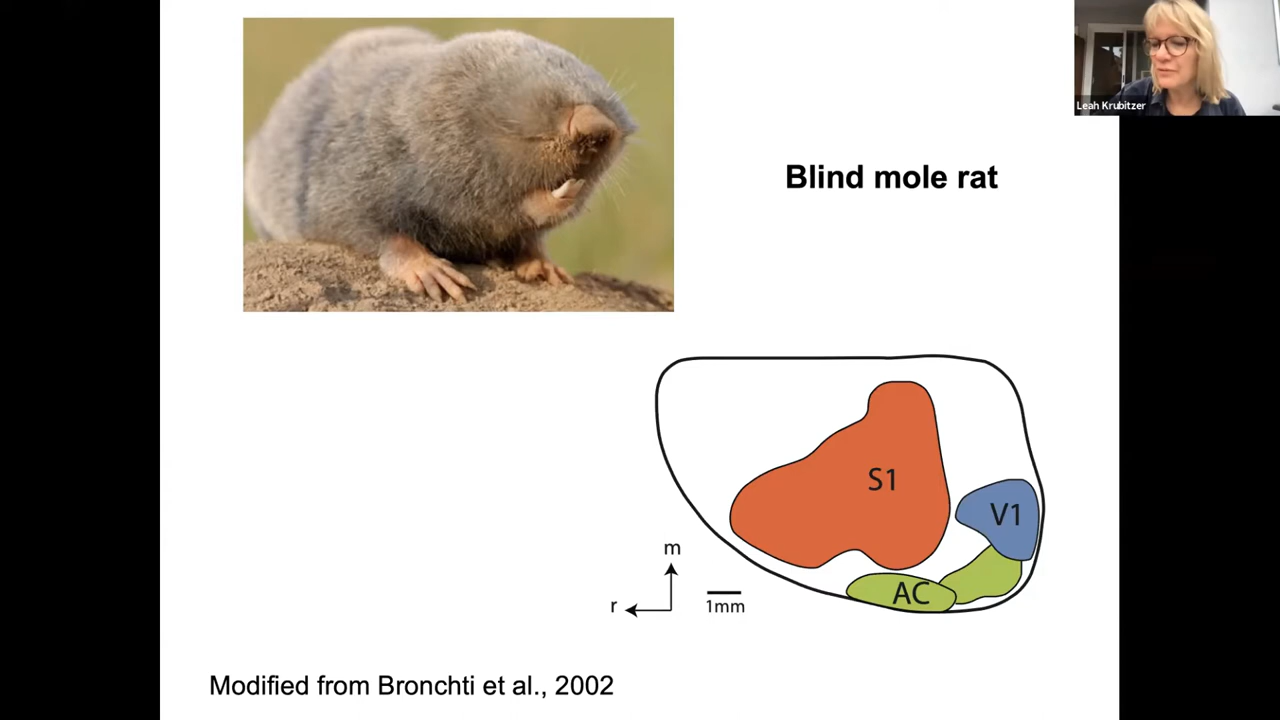 Leah Krubitzer
Blind mole rat
S1
V1
m
AC
r
1mm
Modified from Bronchti et al., 2002